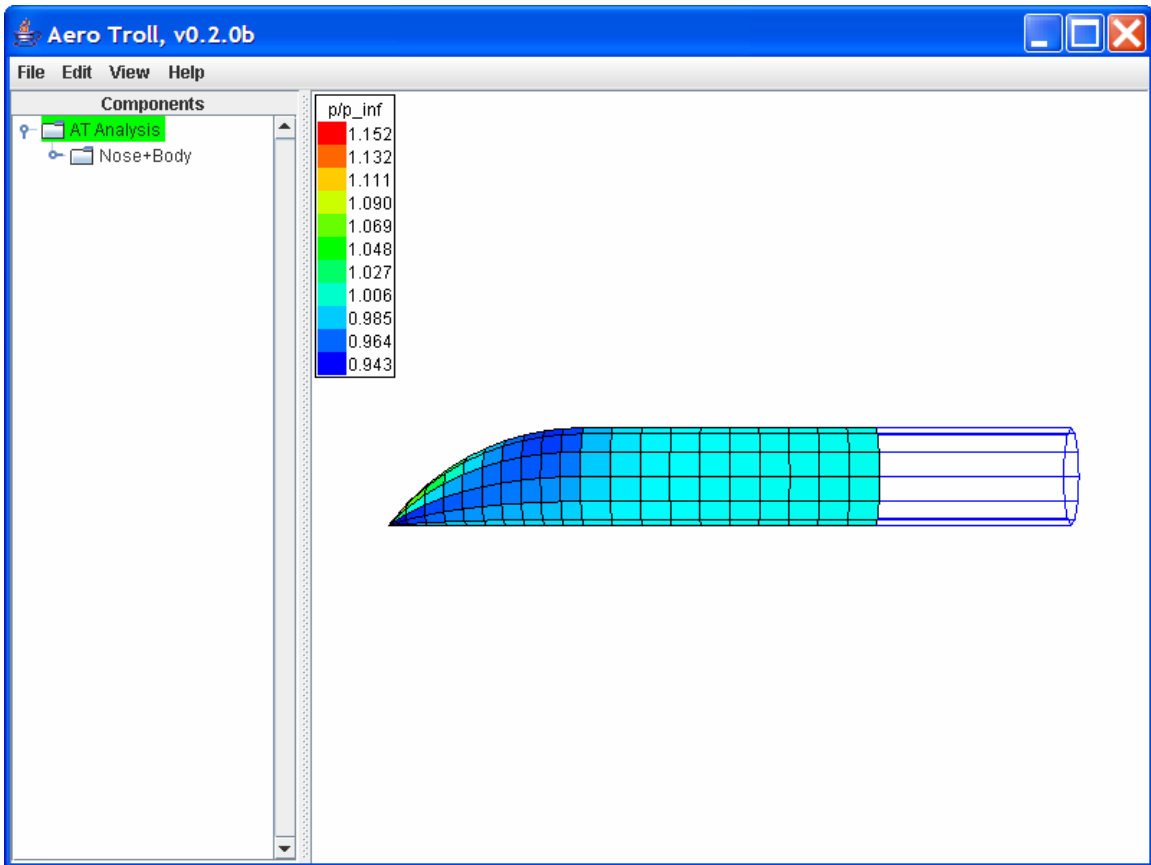 Aero Troll, v0.2.0b
File Edit View Help
Components
AT Analysis
Nose+Body
p/p_inf
1.152
1.132
1.111
1.090
1.069
1.048
1.027
1.006
0.985
0.964
0.943